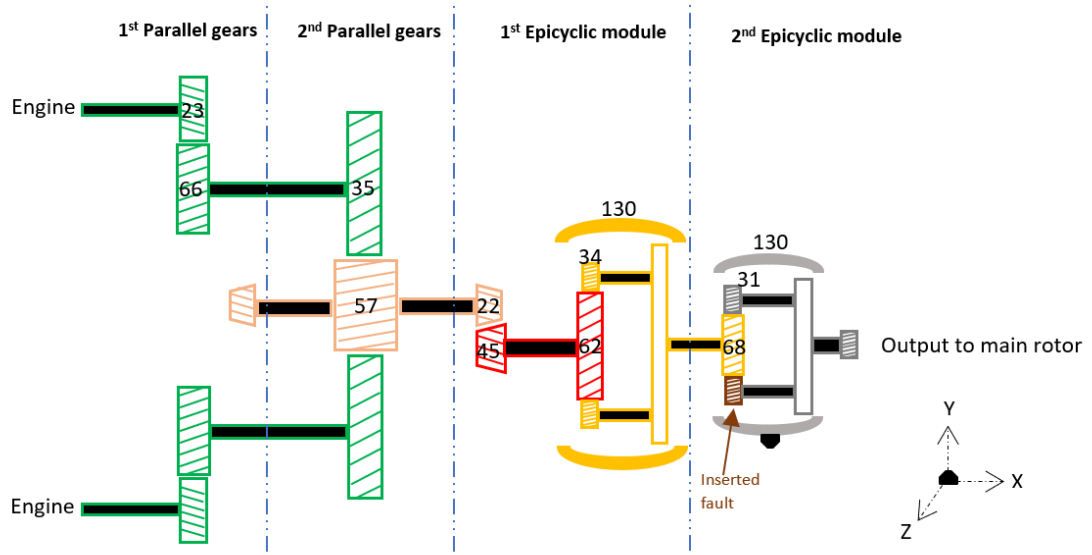 1st Parallel gears
2nd Parallel gears
1st Epicyclic module
2nd Epicyclic module
Engine
23
66
35
57
22
45
130
34
62
130
31
68
Output to main rotor
Inserted
fault
Engine
Y
X
Z